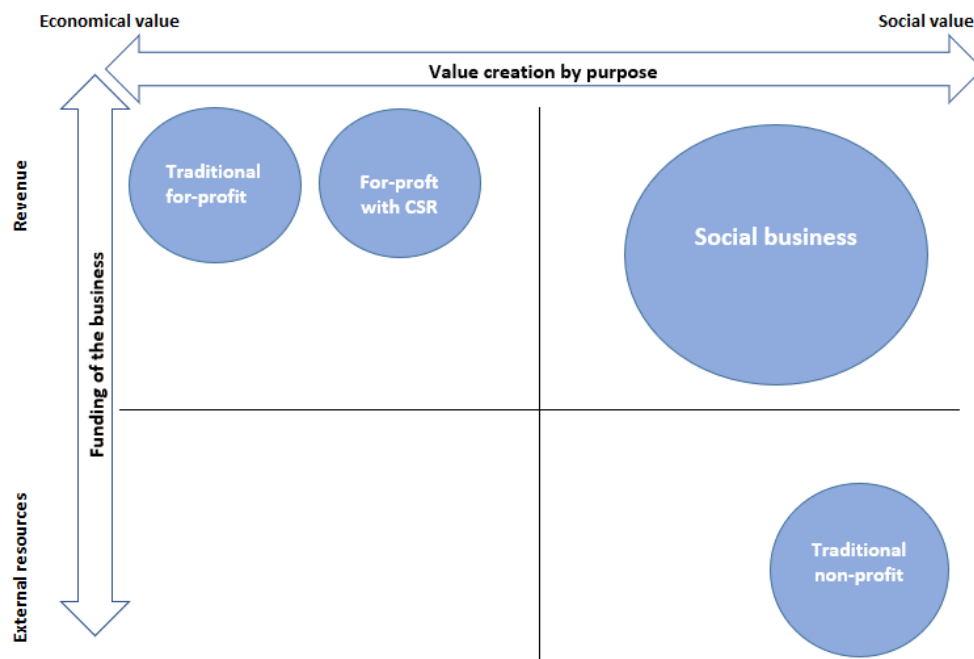 Economical value
Social value
Value creation by purpose
Revenue
Funding of the business
External resources
Traditional
for-profit
For-proft
with CSR
Social business
Traditional
non-profit